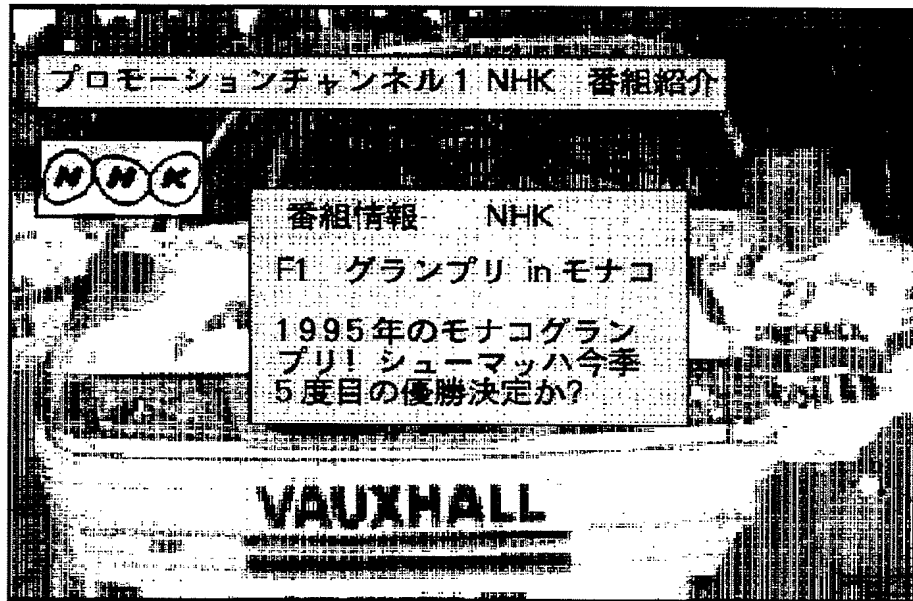 プロモーションチャンネル1 NHK 番組紹介
NHK
番組情報 NHK
F1 グランプリ in モナコ
1995年のモナコグラン
プリ! シューマッハ今季
5度目の優勝決定か?
VAUXHALL